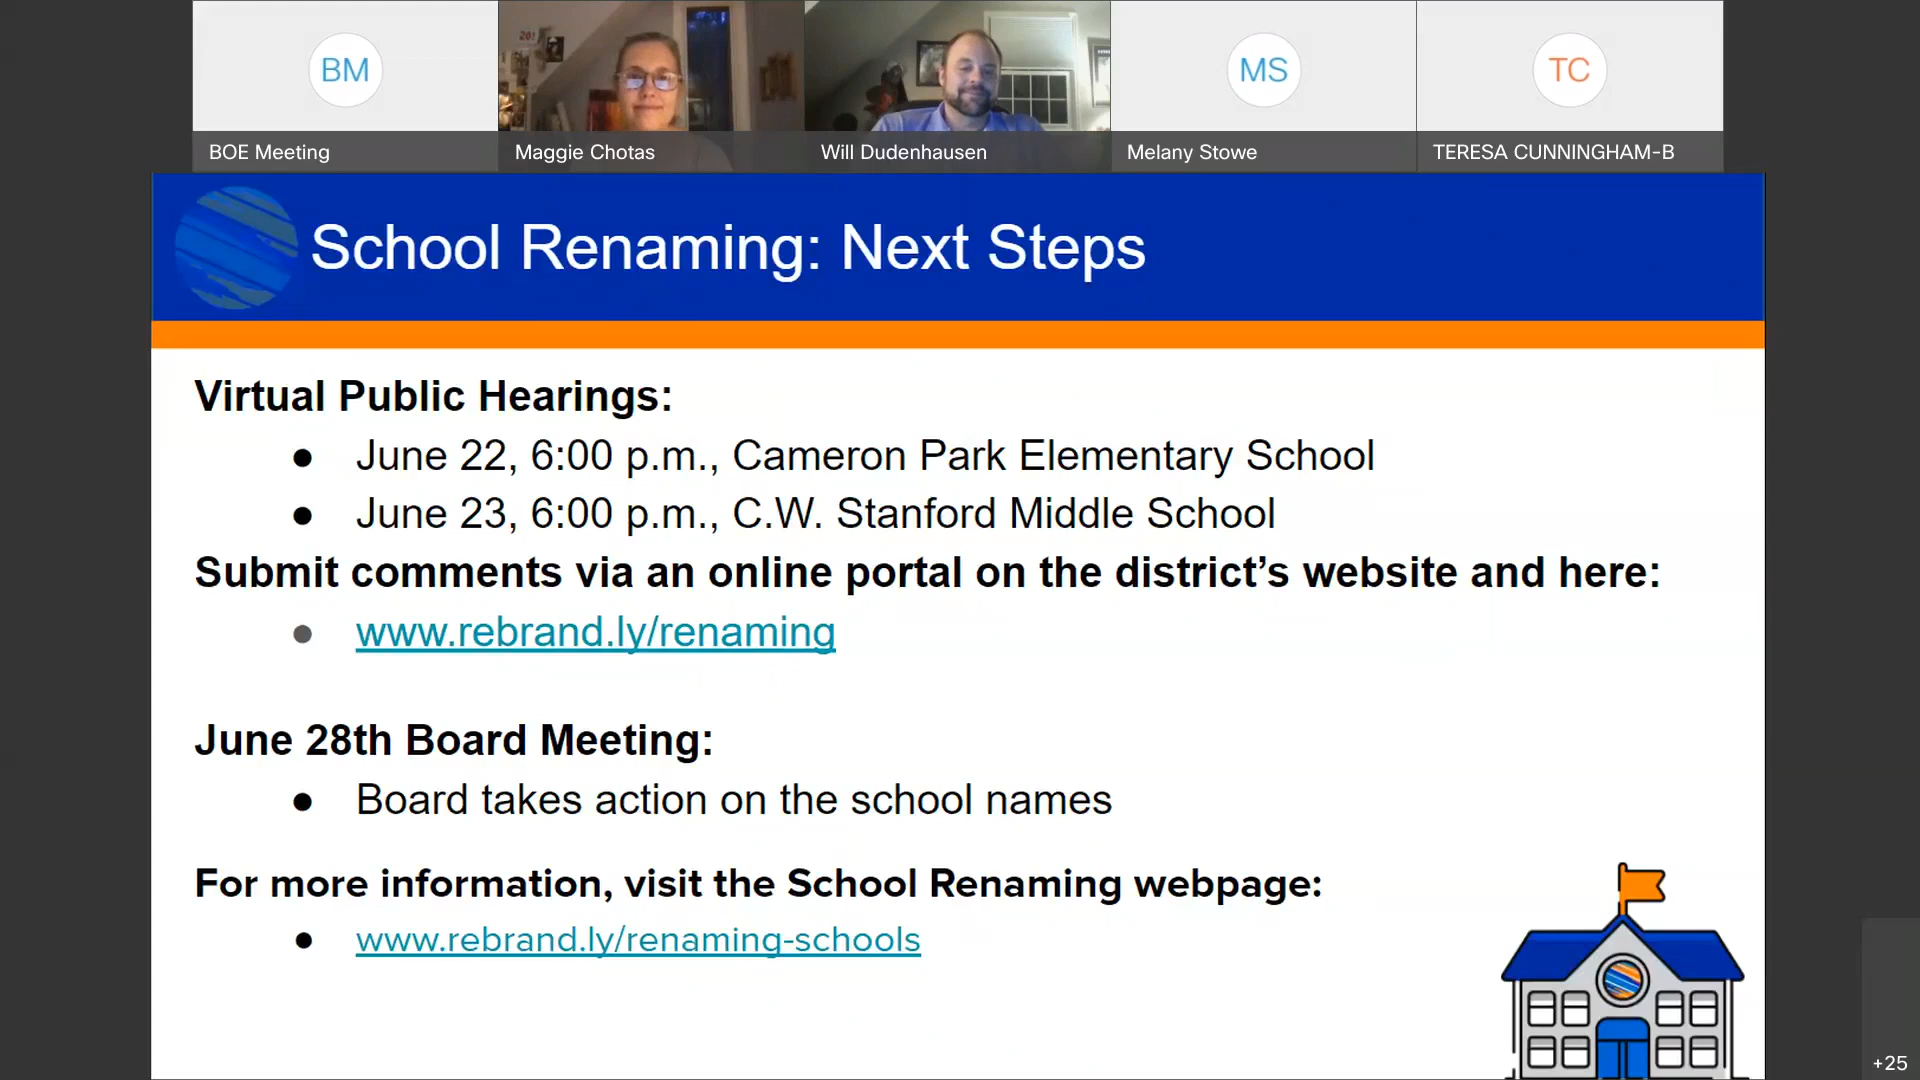 BM
MS
TC
BOE Meeting
Maggie Chotas
Will Dudenhausen
Melany Stowe
TERESA CUNNINGHAM-B
School Renaming: Next Steps
Virtual Public Hearings:
● June 22, 6:00 p.m., Cameron Park Elementary School
● June 23, 6:00 p.m., C.W. Stanford Middle School
Submit comments via an online portal on the district’s website and here:
● www.rebrand.ly/renaming
June 28th Board Meeting:
● Board takes action on the school names
For more information, visit the School Renaming webpage:
● www.rebrand.ly/renaming-schools
+25